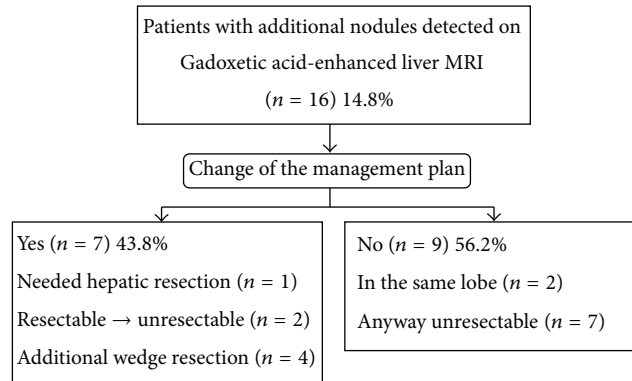 Patients with additional nodules detected on
Gadoxetic acid-enhanced liver MRI
(n = 16) 14.8%
Change of the management plan
Yes (n = 7) 43.8%
Needed hepatic resection (n = 1)
Resectable → unresectable (n = 2)
Additional wedge resection (n = 4)
No (n = 9) 56.2%
In the same lobe (n = 2)
Anyway unresectable (n = 7)